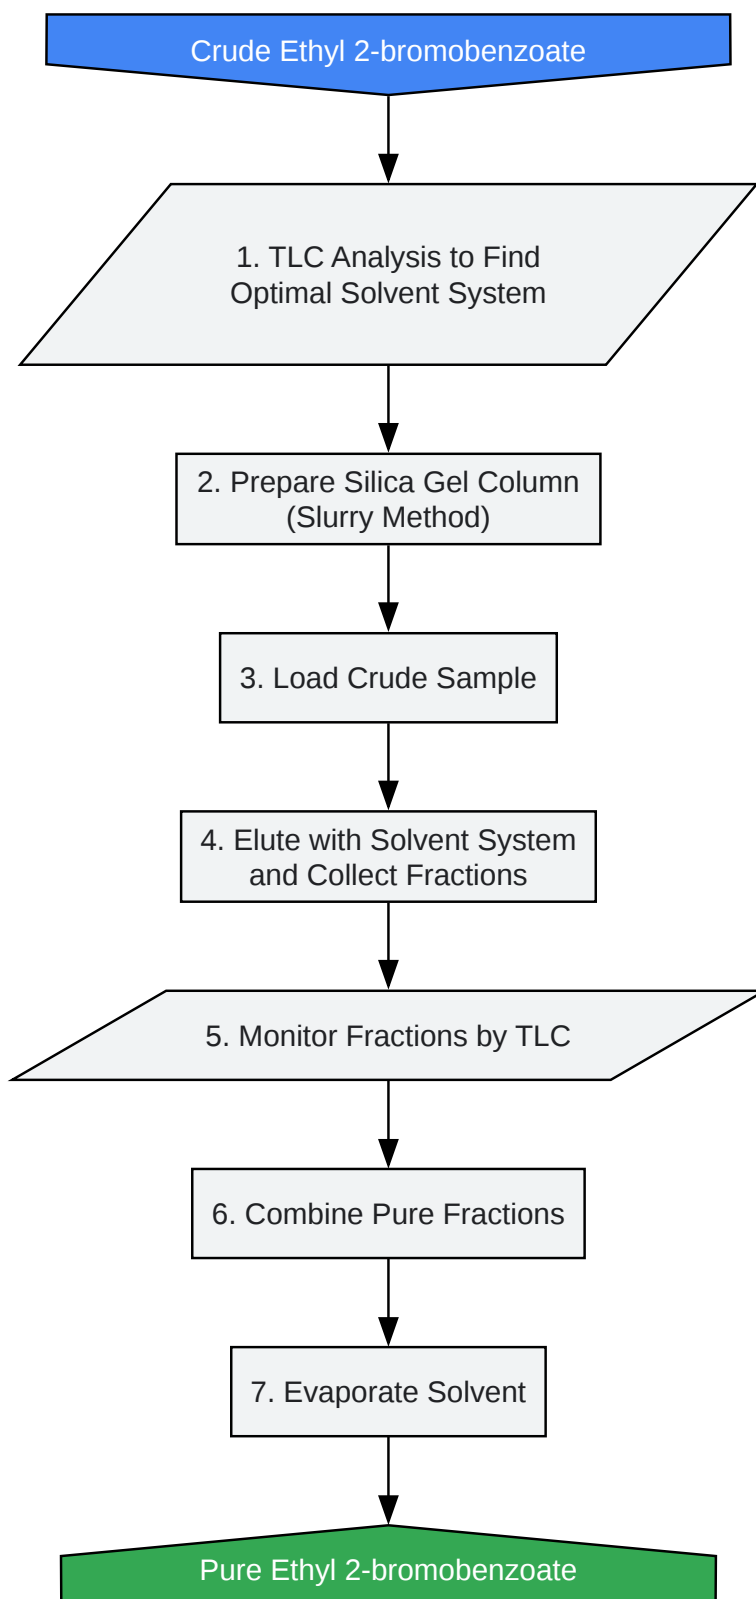 Crude Ethyl 2-bromobenzoate
1. TLC Analysis to Find
Optimal Solvent System
2. Prepare Silica Gel Column
(Slurry Method)
3. Load Crude Sample
4. Elute with Solvent System
and Collect Fractions
5. Monitor Fractions by TLC
6. Combine Pure Fractions
7. Evaporate Solvent
Pure Ethyl 2-bromobenzoate